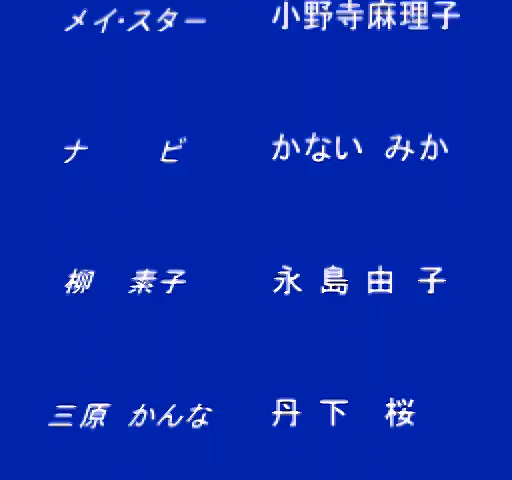 メイ・スター 小野寺麻理子
ナビ かない みか
柳 素子 永島由子
三原 かんな 丹下 桜